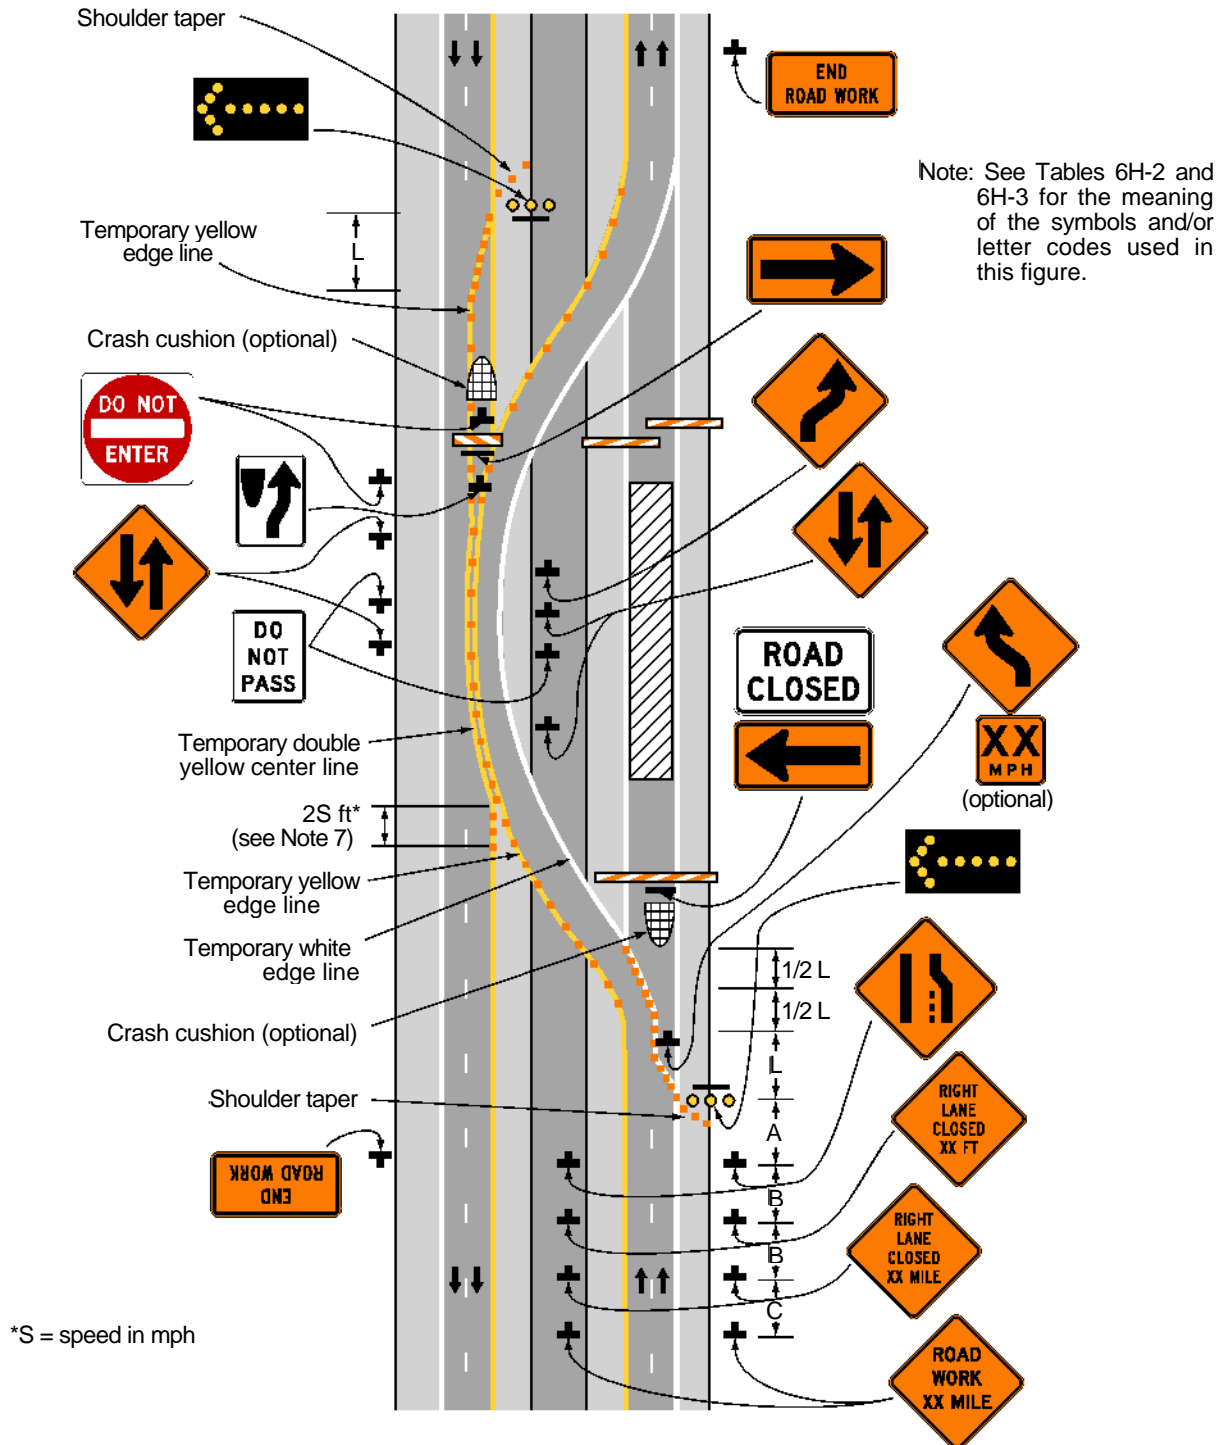 Shoulder taper
END
ROAD WORK
Note: See Tables 6H-2 and
6H-3 for the meaning
of the symbols and/or
letter codes used in
this figure.
Temporary yellow
edge line
L
Crash cushion (optional)
DO NOT
ENTER
DO
NOT
PASS
ROAD
CLOSED
XX
MPH
(optional)
Temporary double
yellow center line
2S ft*
(see Note 7)
Temporary yellow
edge line
Temporary white
edge line
1/2 L
1/2 L
Crash cushion (optional)
L
Shoulder taper
A
RIGHT
LANE
CLOSED
XX FT
END
ROAD WORK
B
B
RIGHT
LANE
CLOSED
XX MILE
C
*S = speed in mph
ROAD
WORK
XX MILE